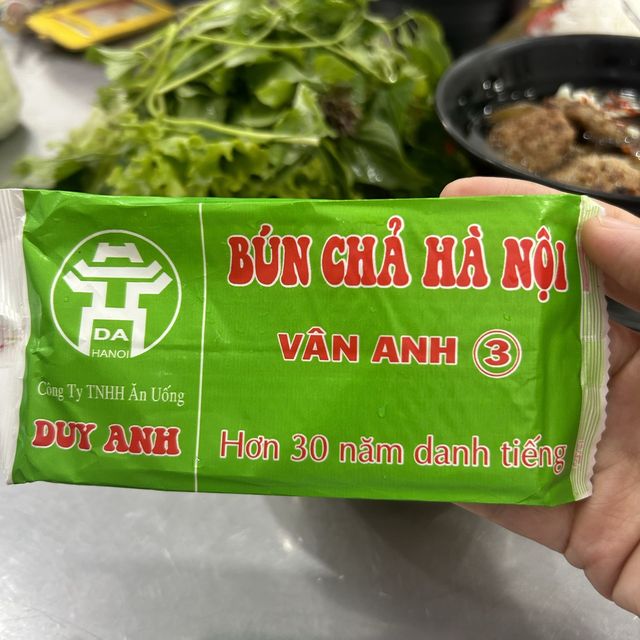 DA
HANOI
Công Ty TNHH Ăn Uống
DUY ANH
BÚN CHẢ HÀ NỘI
VÂN ANH 3
Hơn 30 năm danh tiếng